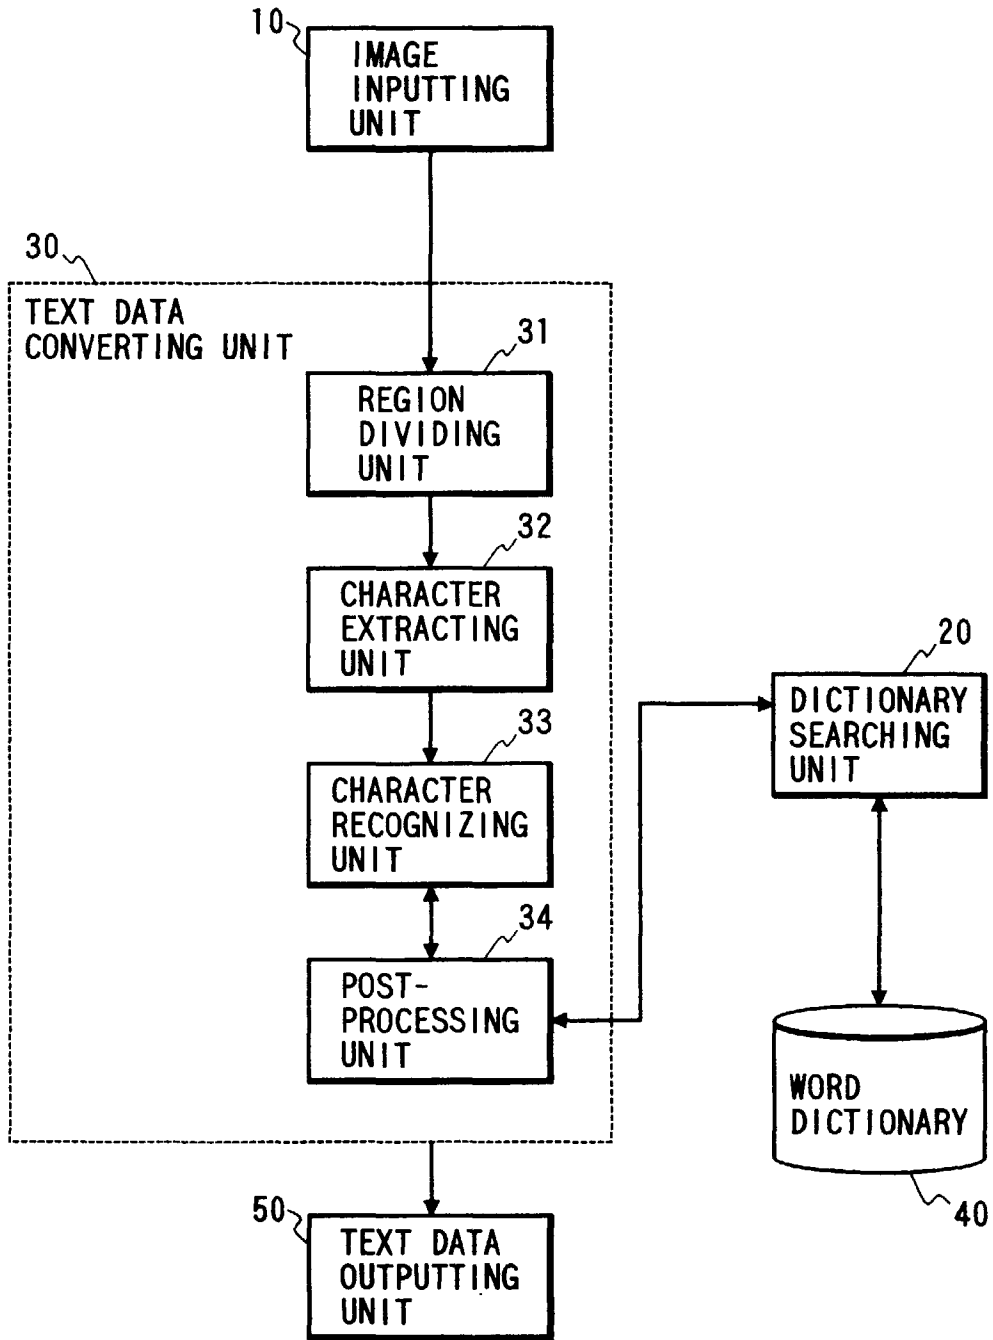 10
IMAGE
INPUTTING
UNIT
30
TEXT DATA
CONVERTING UNIT
31
REGION
DIVIDING
UNIT
32
CHARACTER
EXTRACTING
UNIT
20
DICTIONARY
SEARCHING
UNIT
33
CHARACTER
RECOGNIZING
UNIT
34
POST-
PROCESSING
UNIT
WORD
DICTIONARY
40
50
TEXT DATA
OUTPUTTING
UNIT